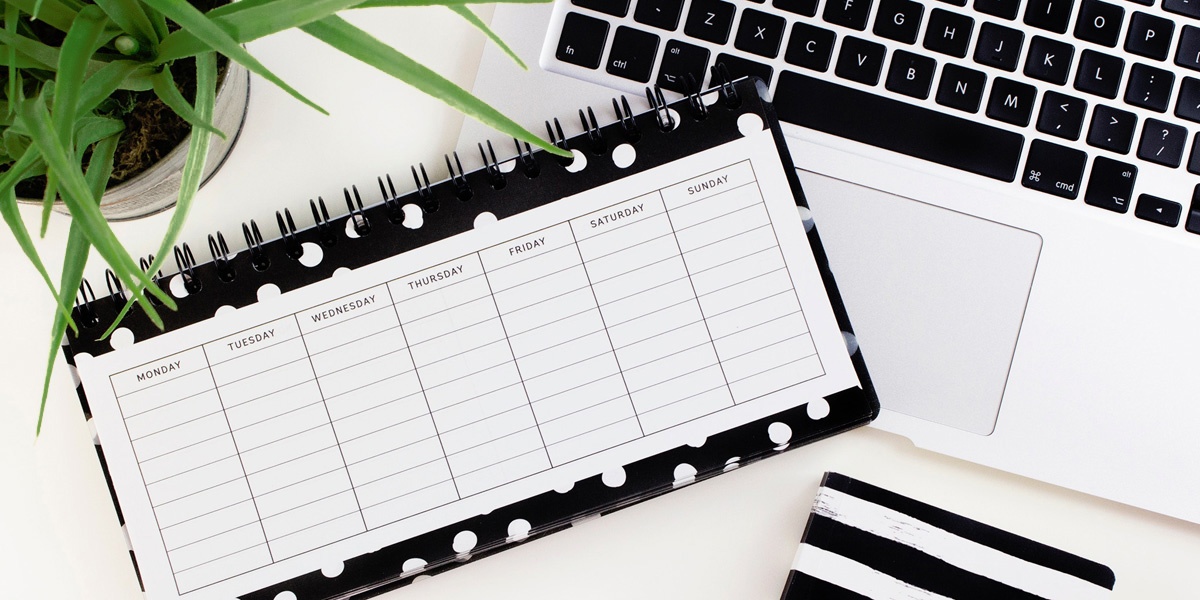 MONDAY
TUESDAY
WEDNESDAY
THURSDAY
FRIDAY
SATURDAY
SUNDAY
~ Z F G H J I O P
fn ctrl alt ⌥ X C V B N M K L : ;
< , > . ? /
⌘ cmd alt ⌥
◀